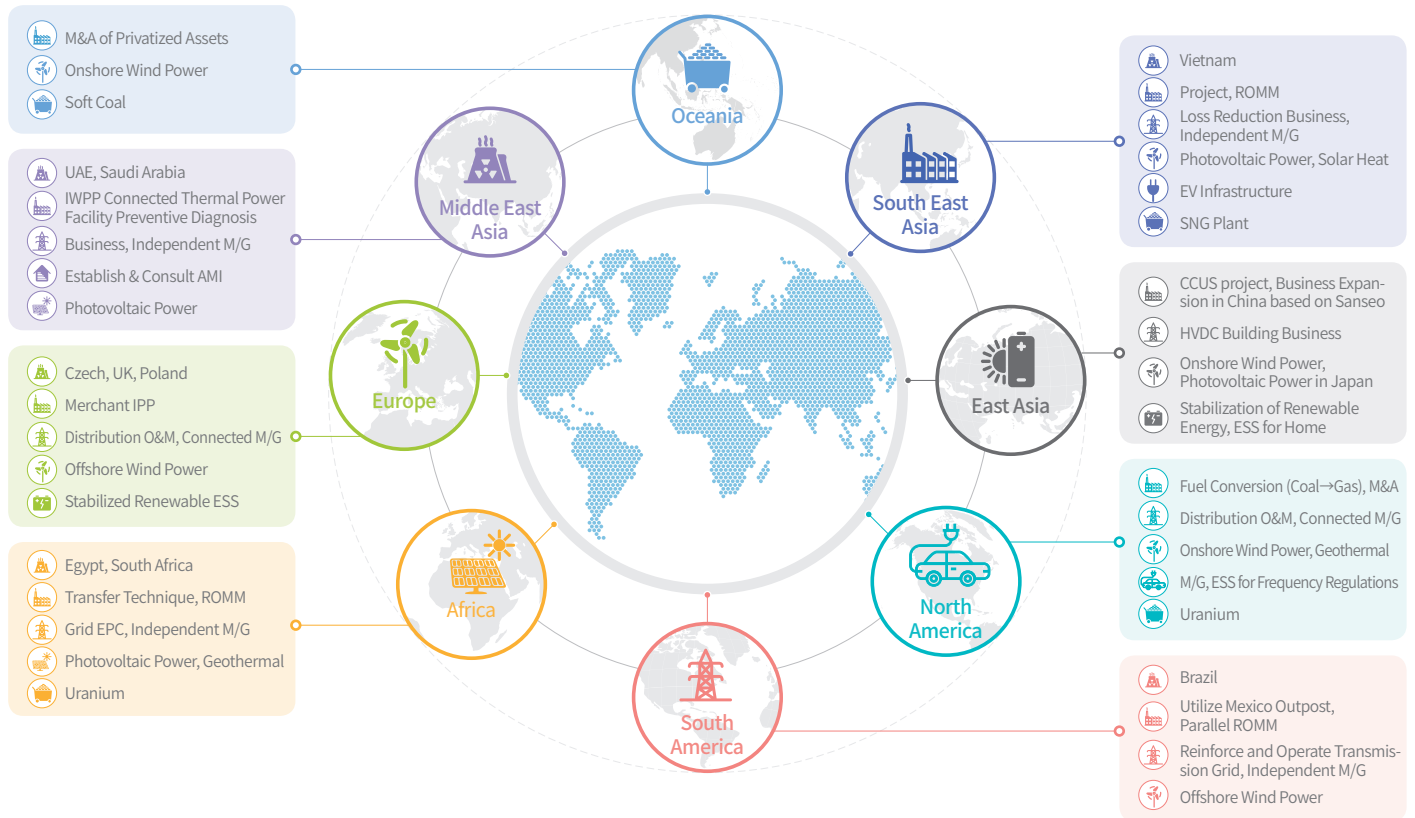 M&A of Privatized Assets
Onshore Wind Power
Soft Coal
UAE, Saudi Arabia
IWPP Connected Thermal Power
Facility Preventive Diagnosis
Business, Independent M/G
Establish & Consult AMI
Photovoltaic Power
Czech, UK, Poland
Merchant IPP
Distribution O&M, Connected M/G
Offshore Wind Power
Stabilized Renewable ESS
Egypt, South Africa
Transfer Technique, ROMM
Grid EPC, Independent M/G
Photovoltaic Power, Geothermal
Uranium
Oceania
Middle East
Asia
South East
Asia
Europe
East Asia
Africa
North
America
South
America
Vietnam
Project, ROMM
Loss Reduction Business,
Independent M/G
Photovoltaic Power, Solar Heat
EV Infrastructure
SNG Plant
CCUS project, Business Expan-
sion in China based on Sanseo
HVDC Building Business
Onshore Wind Power,
Photovoltaic Power in Japan
Stabilization of Renewable
Energy, ESS for Home
Fuel Conversion (Coal→Gas), M&A
Distribution O&M, Connected M/G
Onshore Wind Power, Geothermal
M/G, ESS for Frequency Regulations
Uranium
Brazil
Utilize Mexico Outpost,
Parallel ROMM
Reinforce and Operate Transmis-
sion Grid, Independent M/G
Offshore Wind Power